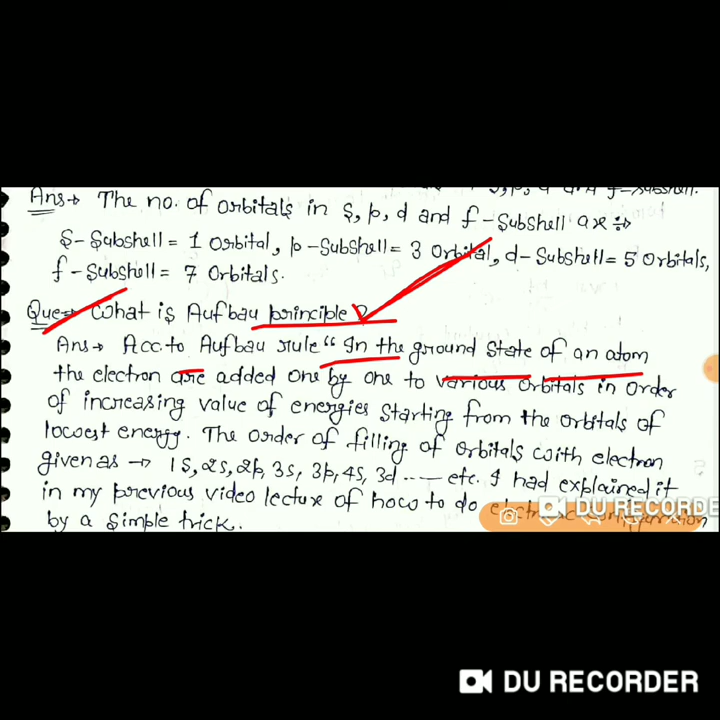 s, p, d and f-Subshell.
Ans→ The no. of orbitals in s, p, d and f-Subshell are ÷
s-Subshell = 1 Orbital, p-Subshell = 3 Orbital, d-Subshell = 5 Orbitals,
f-Subshell = 7 Orbitals.
Que→ What is Aufbau principle?
Ans→ Acc. to Aufbau rule "In the ground state of an atom
the electron are added one by one to various orbitals in order
of increasing value of energies starting from the orbitals of
lowest energy. The order of filling of orbitals with electron
given as → 1s, 2s, 2p, 3s, 3p, 4s, 3d ...... etc. I had explained it
in my previous video lecture of how to do
by a simple trick.
DU RECORDER
DU RECORDER